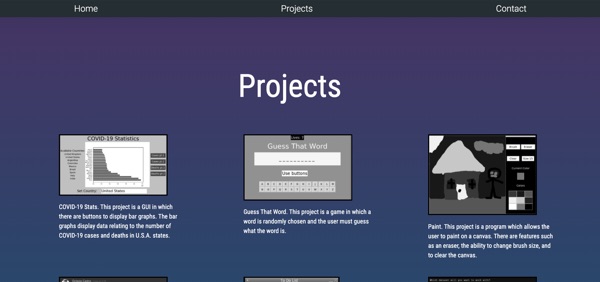 Home Projects Contact
Projects
COVID-19 Statistics
Set Country: United States
COVID-19 Stats. This project is a GUI in which
there are buttons to display bar graphs. The bar
graphs display data relating to the number of
COVID-19 cases and deaths in U.S.A. states.
Guess That Word
Use buttons
Guess That Word. This project is a game in which a
word is randomly chosen and the user must guess
what the word is.
Paint. This project is a program which allows the
user to paint on a canvas. There are features such
as an eraser, the ability to change brush size, and
to clear the canvas.